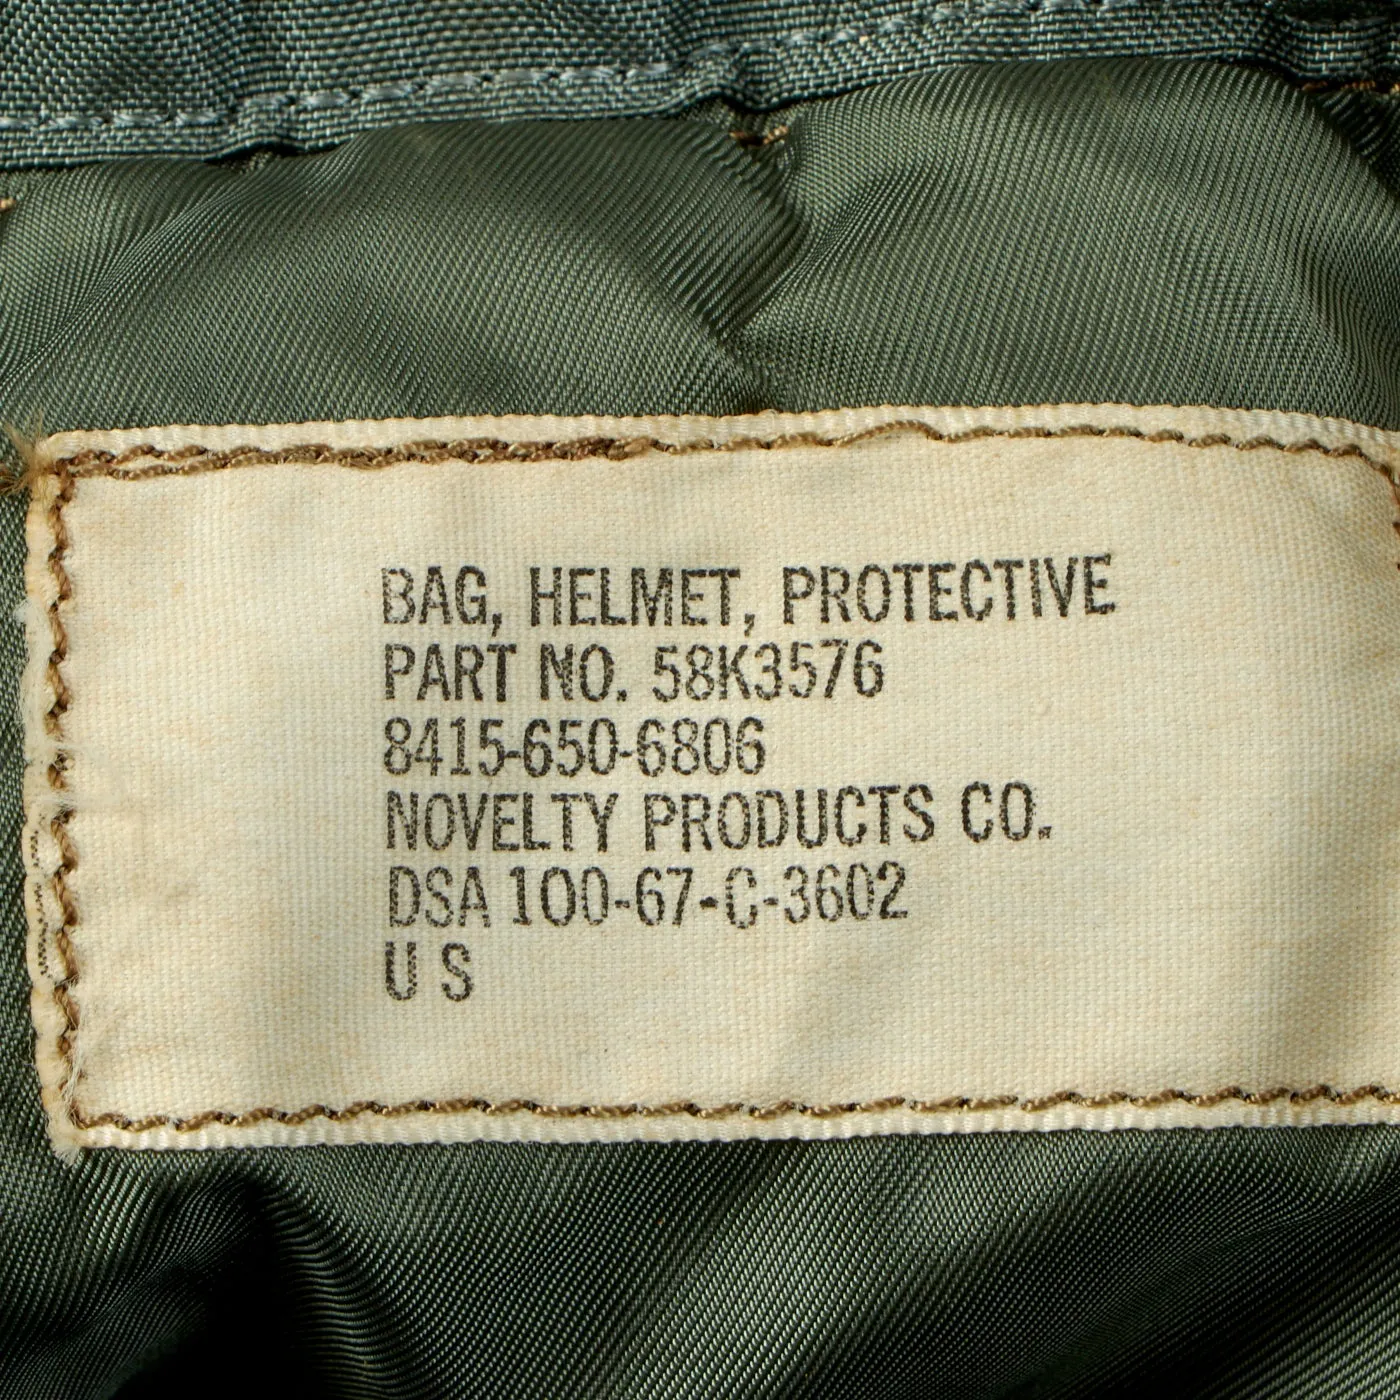 BAG, HELMET, PROTECTIVE
PART NO. 58K3576
8415-650-6806
NOVELTY PRODUCTS CO.
DSA 100-67-C-3602
U S